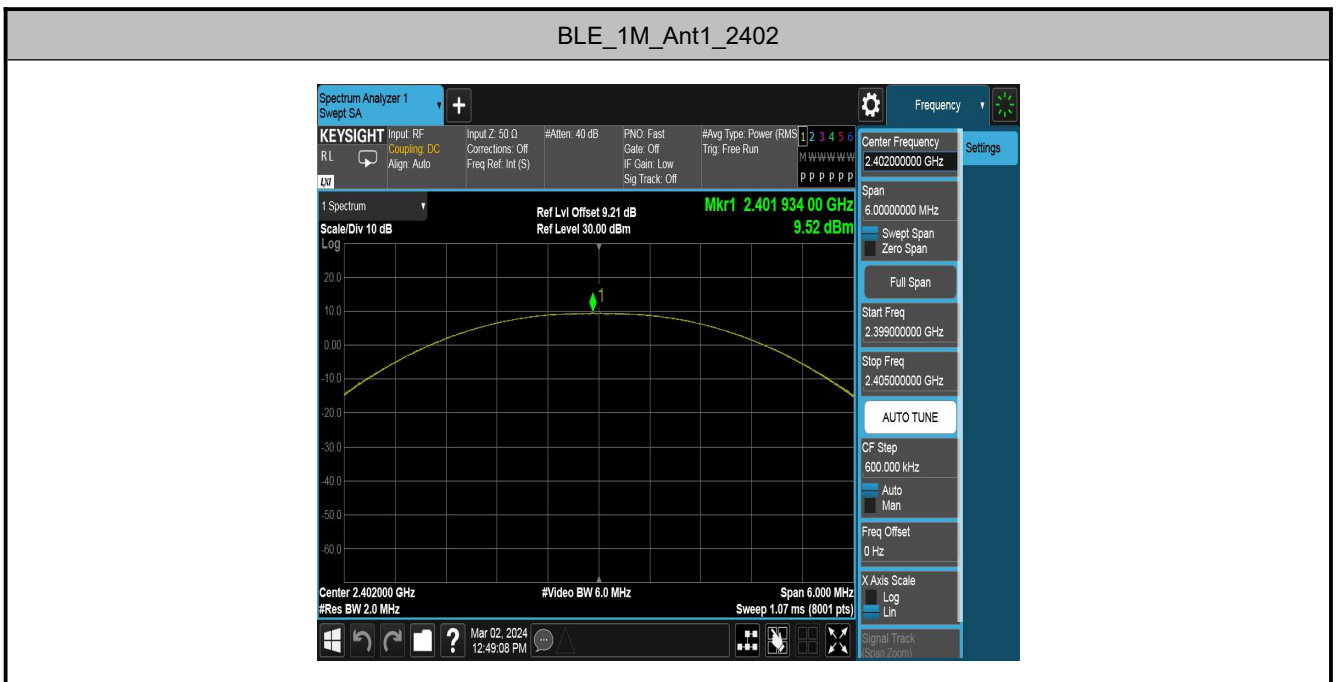 BLE_1M_Ant1_2402
Spectrum Analyzer 1
Swept SA
+
Frequency
KEYSIGHT
RL
LXI
Input: RF
Coupling: DC
Align: Auto
Input Z: 50 Ω
Corrections: Off
Freq Ref: Int (S)
#Atten: 40 dB
PNO: Fast
Gate: Off
IF Gain: Low
Sig Track: Off
#Avg Type: Power (RMS
Trig: Free Run
1 2 3 4 5 6
M W W W W W
P P P P P P
1 Spectrum
Scale/Div 10 dB
Log
Ref Lvl Offset 9.21 dB
Ref Level 30.00 dBm
Mkr1 2.401 934 00 GHz
9.52 dBm
1
20.0
10.0
0.00
-10.0
-20.0
-30.0
-40.0
-50.0
-60.0
Center 2.402000 GHz
#Res BW 2.0 MHz
#Video BW 6.0 MHz
Span 6.000 MHz
Sweep 1.07 ms (8001 pts)
?
Mar 02, 2024
12:49:08 PM
Center Frequency
2.402000000 GHz
Settings
Span
6.00000000 MHz
Swept Span
Zero Span
Full Span
Start Freq
2.399000000 GHz
Stop Freq
2.405000000 GHz
AUTO TUNE
CF Step
600.000 kHz
Auto
Man
Freq Offset
0 Hz
X Axis Scale
Log
Lin
Signal Track
(Span Zoom)